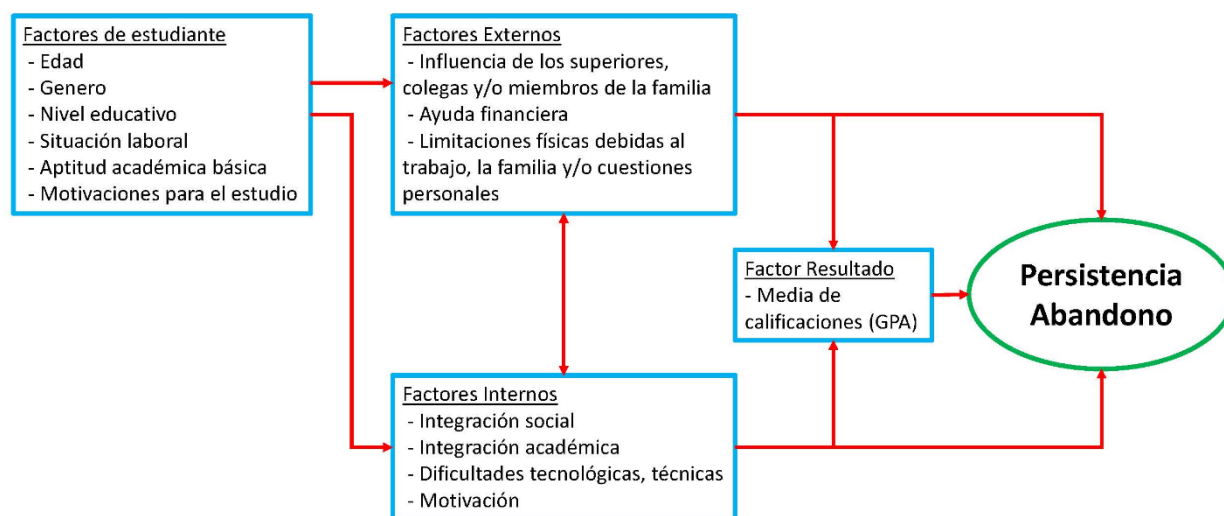 Factores de estudiante
- Edad
- Genero
- Nivel educativo
- Situación laboral
- Aptitud académica básica
- Motivaciones para el estudio
Factores Externos
- Influencia de los superiores,
colegas y/o miembros de la familia
- Ayuda financiera
- Limitaciones físicas debidas al
trabajo, la familia y/o cuestiones
personales
Factor Resultado
- Media de
calificaciones (GPA)
Persistencia
Abandono
Factores Internos
- Integración social
- Integración académica
- Dificultades tecnológicas, técnicas
- Motivación